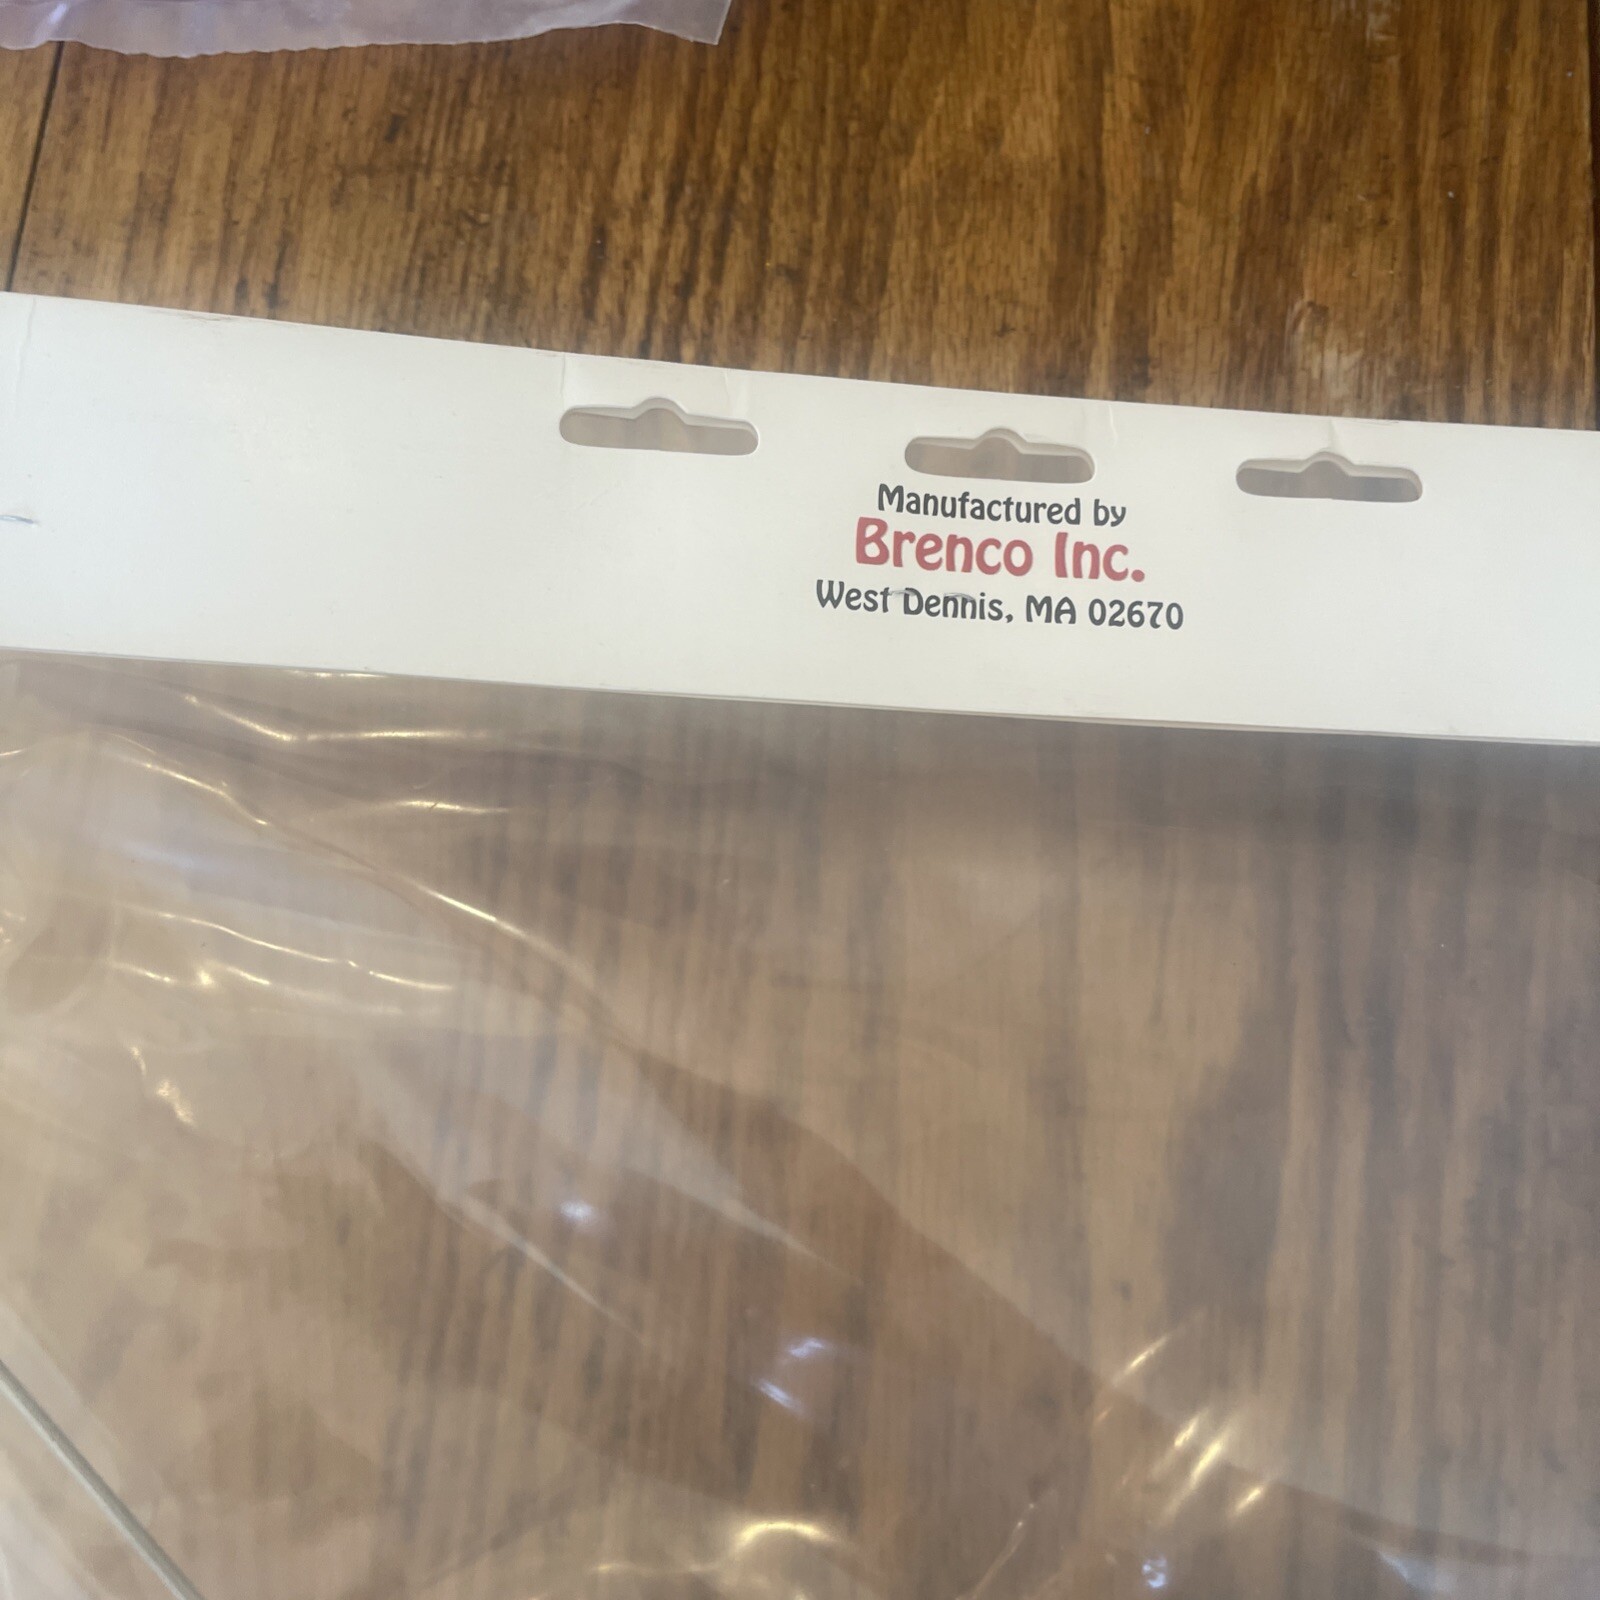 Manufactured by
Brenco Inc.
West Dennis, MA 02670